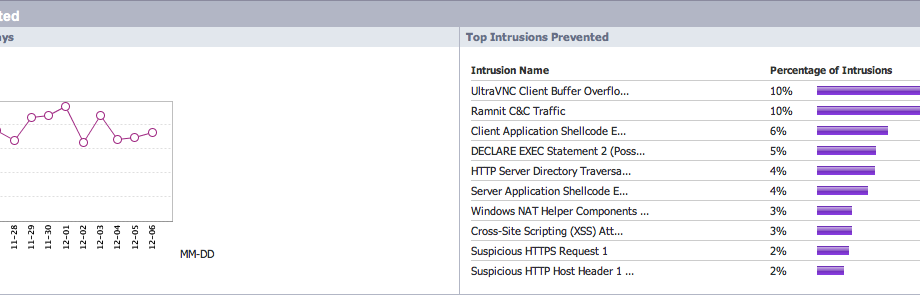 ted
ays
Top Intrusions Prevented
Intrusion Name Percentage of Intrusions
UltraVNC Client Buffer Overflo... 10%
Ramnit C&C Traffic 10%
Client Application Shellcode E... 6%
DECLARE EXEC Statement 2 (Poss... 5%
HTTP Server Directory Traversa... 4%
Server Application Shellcode E... 4%
Windows NAT Helper Components ... 3%
Cross-Site Scripting (XSS) Att... 3%
Suspicious HTTPS Request 1 2%
Suspicious HTTP Host Header 1 ... 2%
11-28 11-29 11-30 12-01 12-02 12-03 12-04 12-05 12-06
MM-DD